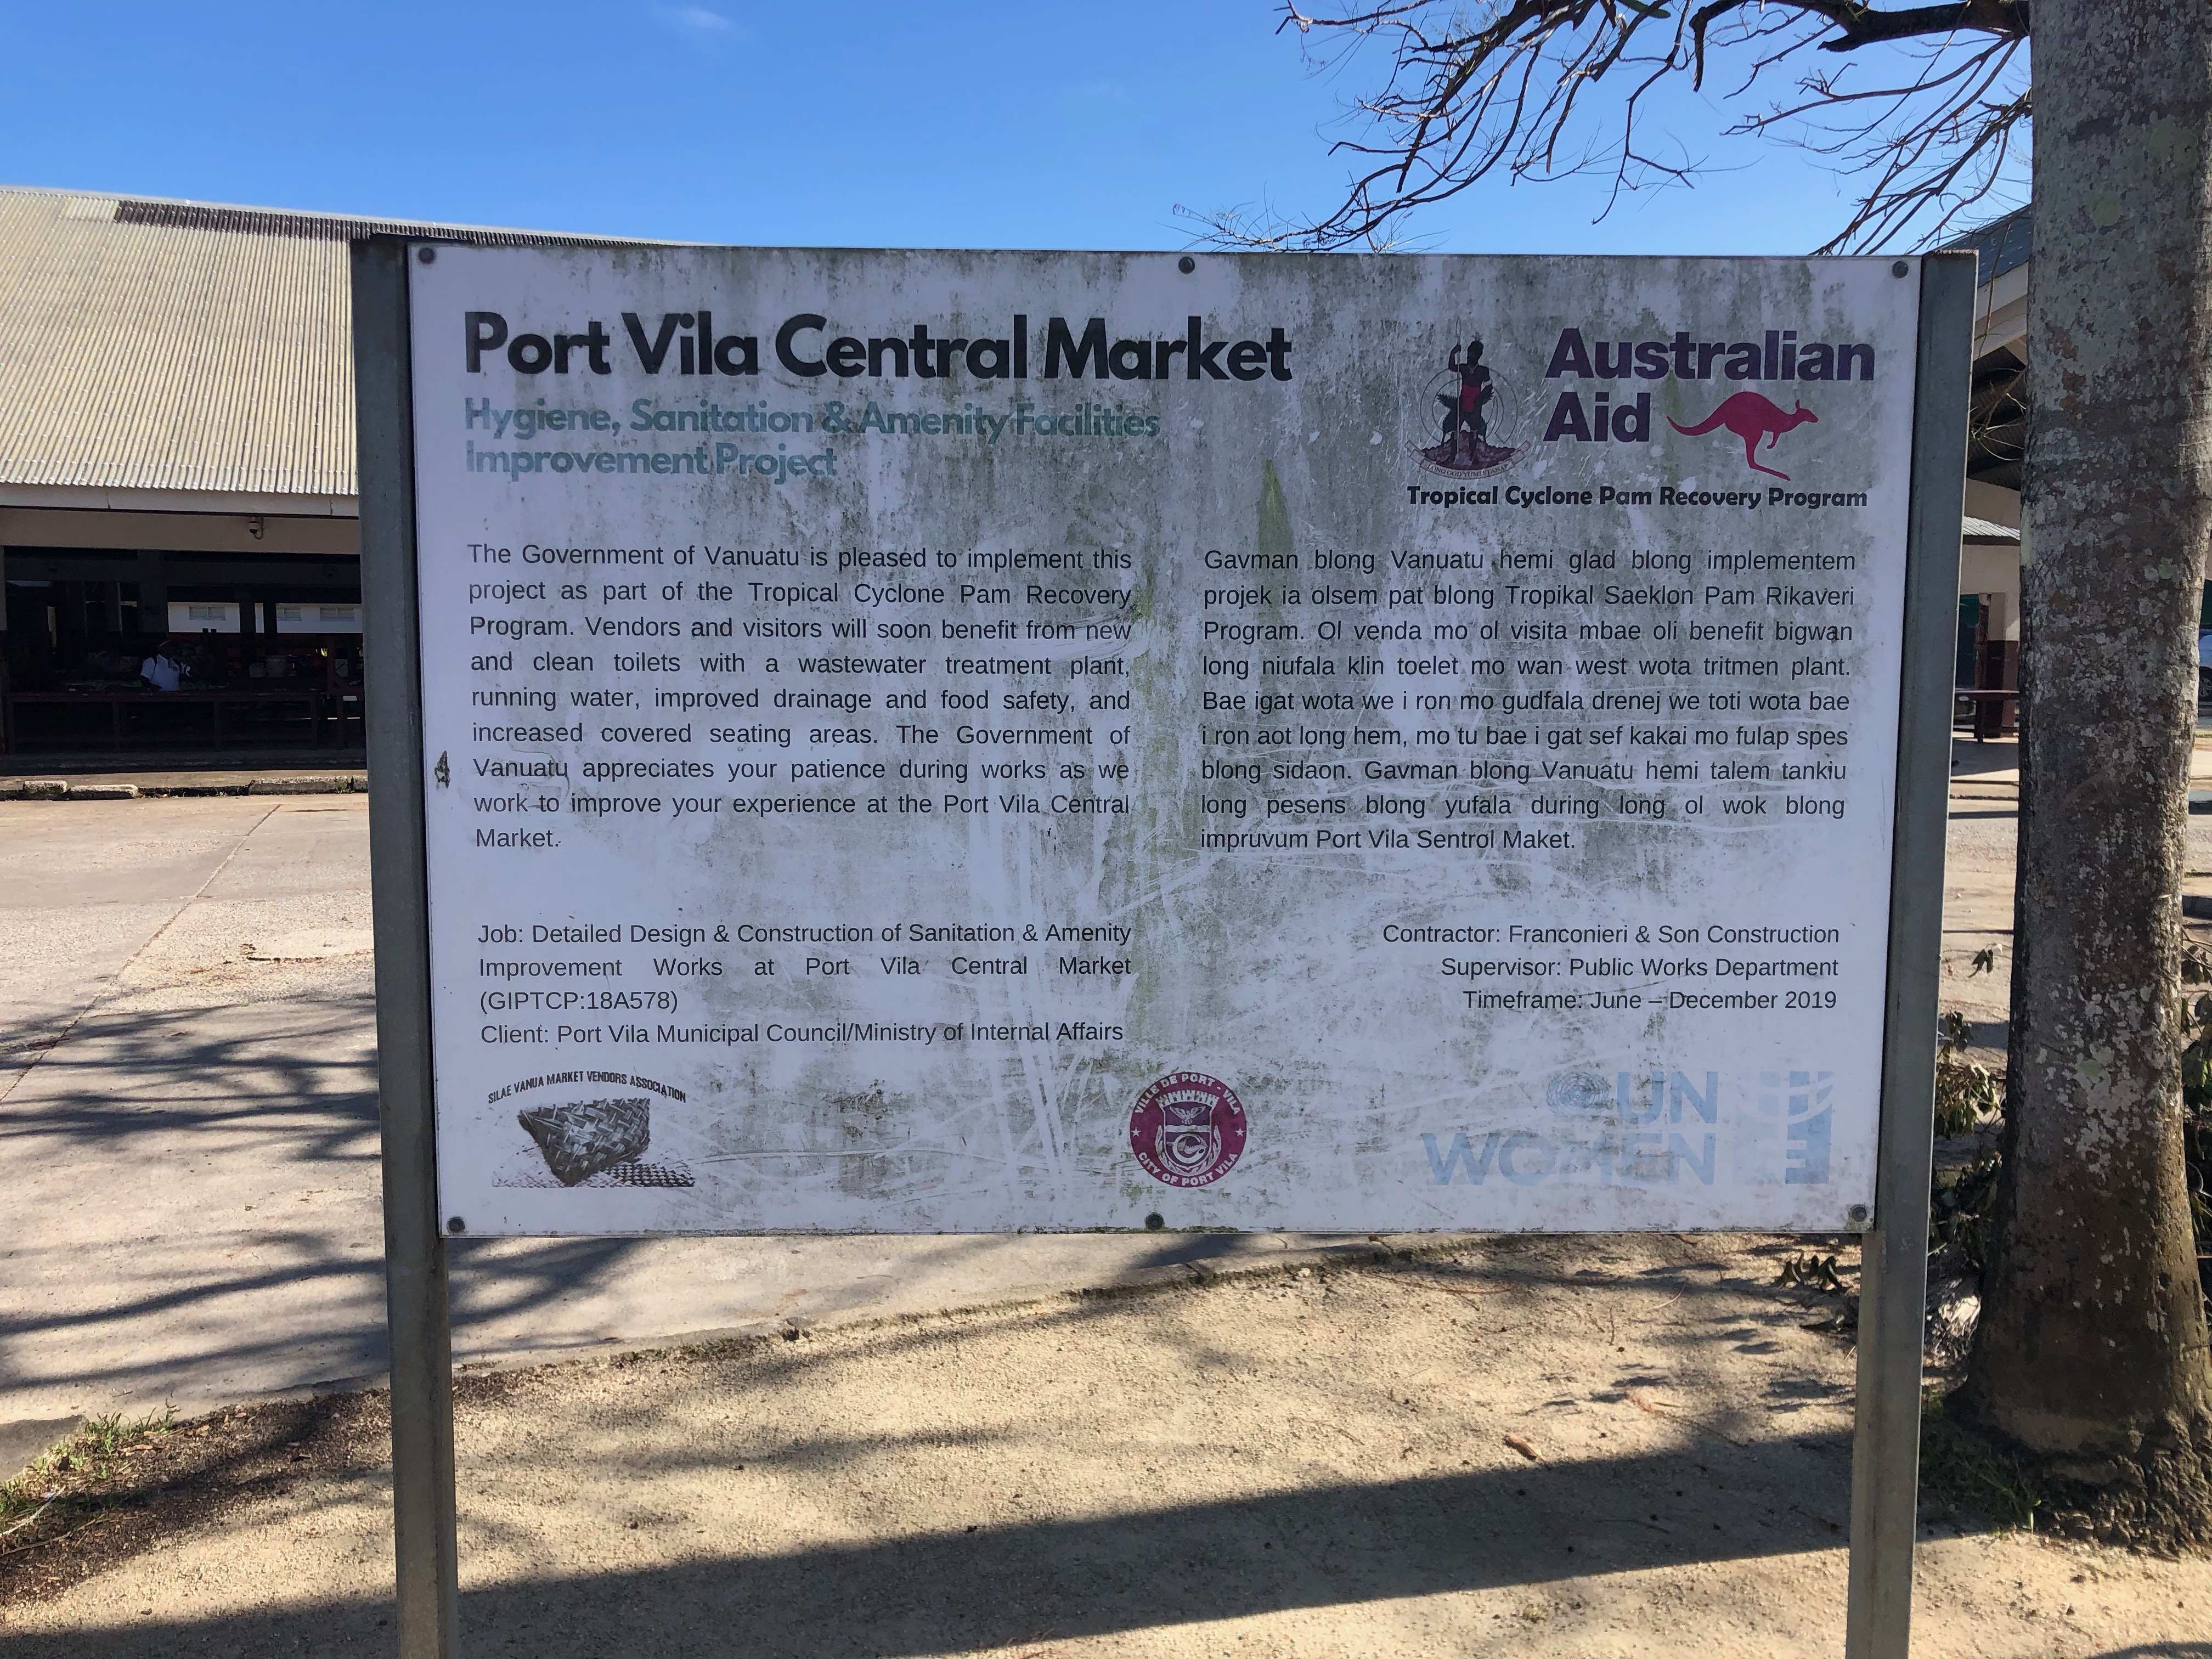 Port Vila Central Market
Hygiene, Sanitation & Amenity Facilities
Improvement Project
LONG GOD YUMI STANAP
Australian
Aid
Tropical Cyclone Pam Recovery Program
The Government of Vanuatu is pleased to implement this
project as part of the Tropical Cyclone Pam Recovery
Program. Vendors and visitors will soon benefit from new
and clean toilets with a wastewater treatment plant,
running water, improved drainage and food safety, and
increased covered seating areas. The Government of
Vanuatu appreciates your patience during works as we
work to improve your experience at the Port Vila Central
Market.
Gavman blong Vanuatu hemi glad blong implementem
projek ia olsem pat blong Tropikal Saeklon Pam Rikaveri
Program. Ol venda mo ol visita mbae oli benefit bigwan
long niufala klin toelet mo wan west wota tritmen plant.
Bae igat wota we i ron mo gudfala drenej we toti wota bae
i ron aot long hem, mo tu bae i gat sef kakai mo fulap spes
blong sidaon. Gavman blong Vanuatu hemi talem tankiu
long pesens blong yufala during long ol wok blong
impruvum Port Vila Sentrol Maket.
Job: Detailed Design & Construction of Sanitation & Amenity
Improvement Works at Port Vila Central Market
(GIPTCP:18A578)
Client: Port Vila Municipal Council/Ministry of Internal Affairs
Contractor: Franconieri & Son Construction
Supervisor: Public Works Department
Timeframe: June – December 2019
SILAE VANUA MARKET VENDORS ASSOCIATION
VILLE DE PORT - VILA
CITY OF PORT VILA
UN
WOMEN